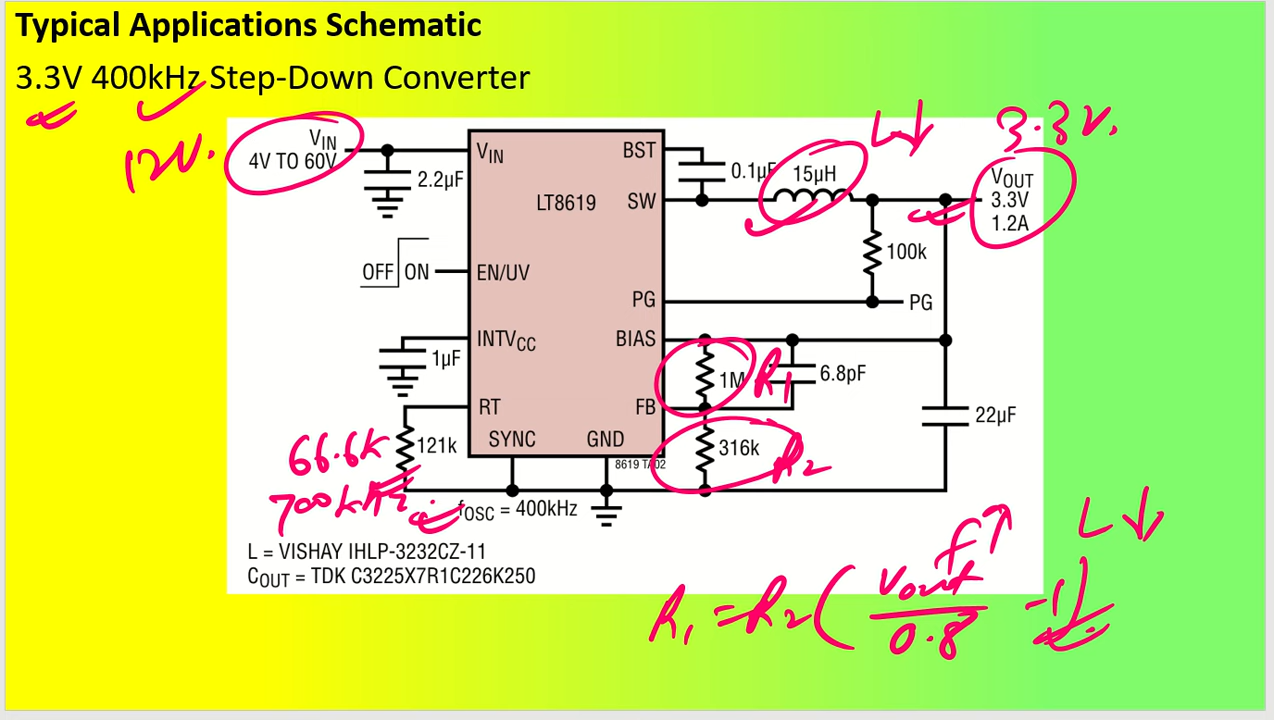 Typical Applications Schematic
3.3V 400kHz Step-Down Converter
12V.
VIN
4V TO 60V
2.2µF
OFF ON
1µF
66.6k
121k
700kHz
VIN
EN/UV
INTVCC
RT
SYNC
GND
LT8619
BST
SW
PG
BIAS
FB
8619 TA02
0.1µF
15µH
L↓
3.3V.
VOUT
3.3V
1.2A
100k
PG
1M
R1
6.8pF
316k
R2
22µF
fOSC = 400kHz
L = VISHAY IHLP-3232CZ-11
COUT = TDK C3225X7R1C226K250
f↑
L↓
R1 = R2 (Vout/0.8 -1)